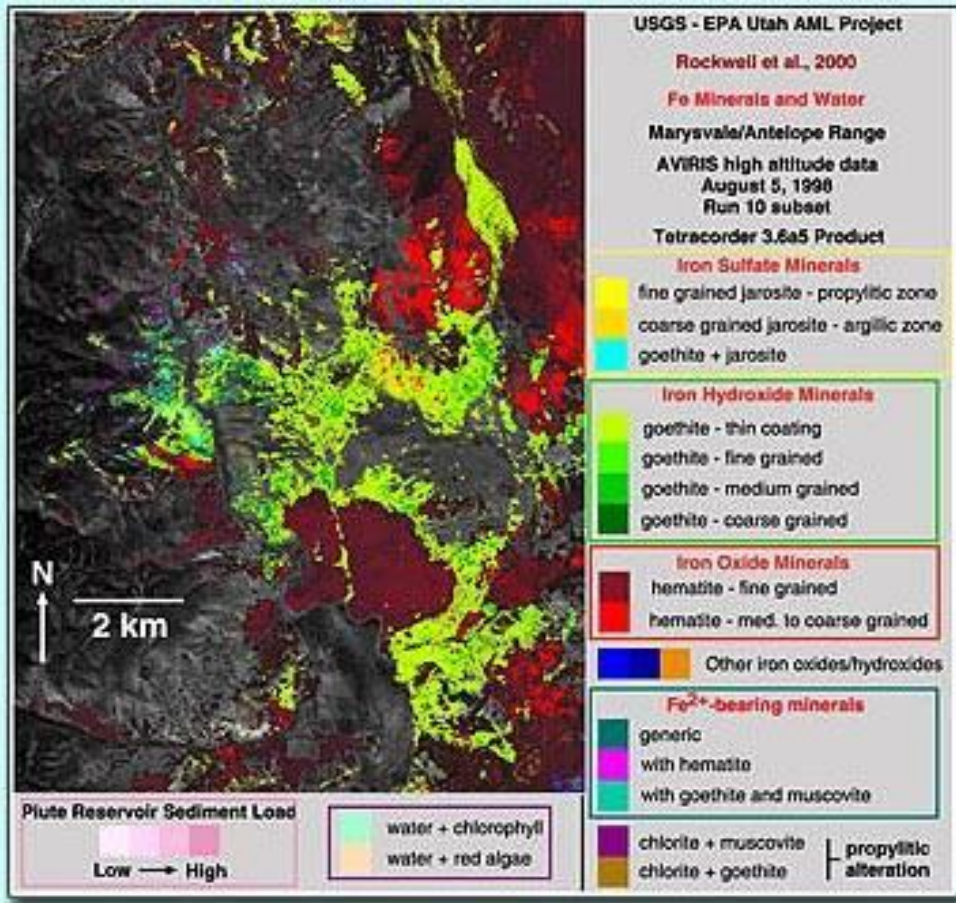 USGS - EPA Utah AML Project
Rockwell et al., 2000
Fe Minerals and Water
Marysvale/Antelope Range
AVIRIS high altitude data
August 5, 1998
Run 10 subset
Tetracorder 3.6a5 Product
Iron Sulfate Minerals
fine grained jarosite - propylitic zone
coarse grained jarosite - argillic zone
goethite + jarosite
Iron Hydroxide Minerals
goethite - thin coating
goethite - fine grained
goethite - medium grained
goethite - coarse grained
Iron Oxide Minerals
hematite - fine grained
hematite - med. to coarse grained
Other iron oxides/hydroxides
Fe2+-bearing minerals
generic
with hematite
with goethite and muscovite
chlorite + muscovite
chlorite + goethite
propylitic
alteration
N
2 km
Piute Reservoir Sediment Load
Low → High
water + chlorophyll
water + red algae